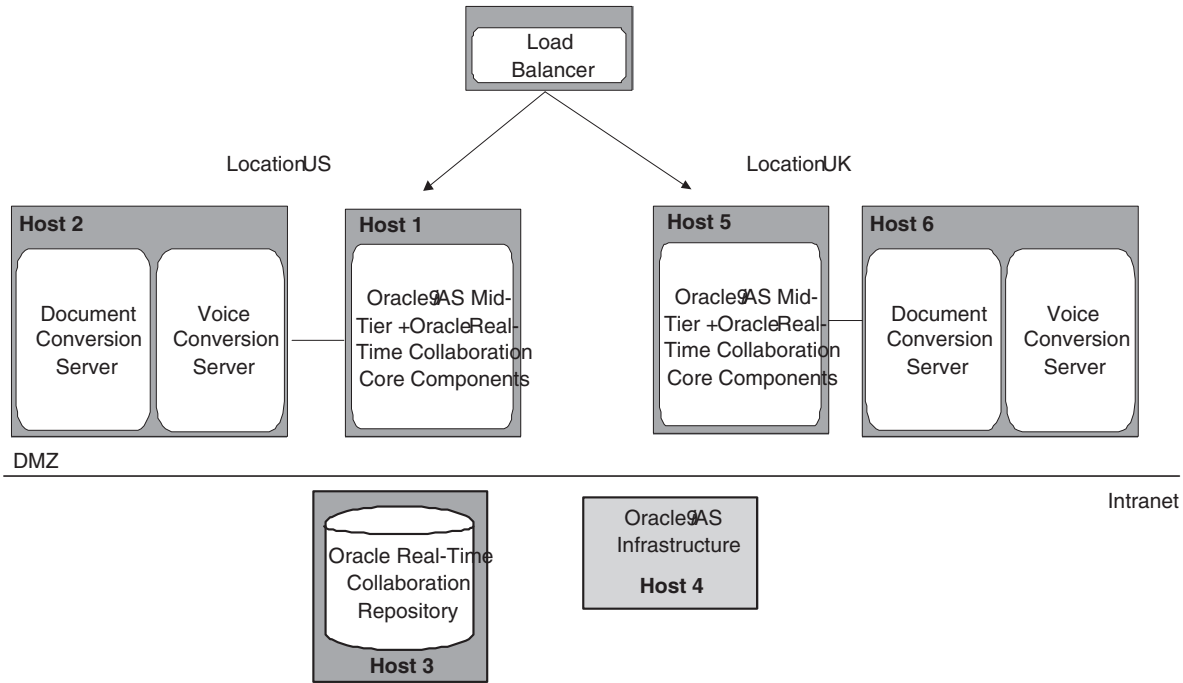 Load
Balancer
LocationUS
LocationUK
Host 2
Document
Conversion
Server
Voice
Conversion
Server
Host 1
Oracle9iAS Mid-
Tier +OracleReal-
Time Collaboration
Core Components
Host 5
Oracle9iAS Mid-
Tier +OracleReal-
Time Collaboration
Core Components
Host 6
Document
Conversion
Server
Voice
Conversion
Server
DMZ
Intranet
Oracle Real-Time
Collaboration
Repository
Host 3
Oracle9iAS
Infrastructure
Host 4